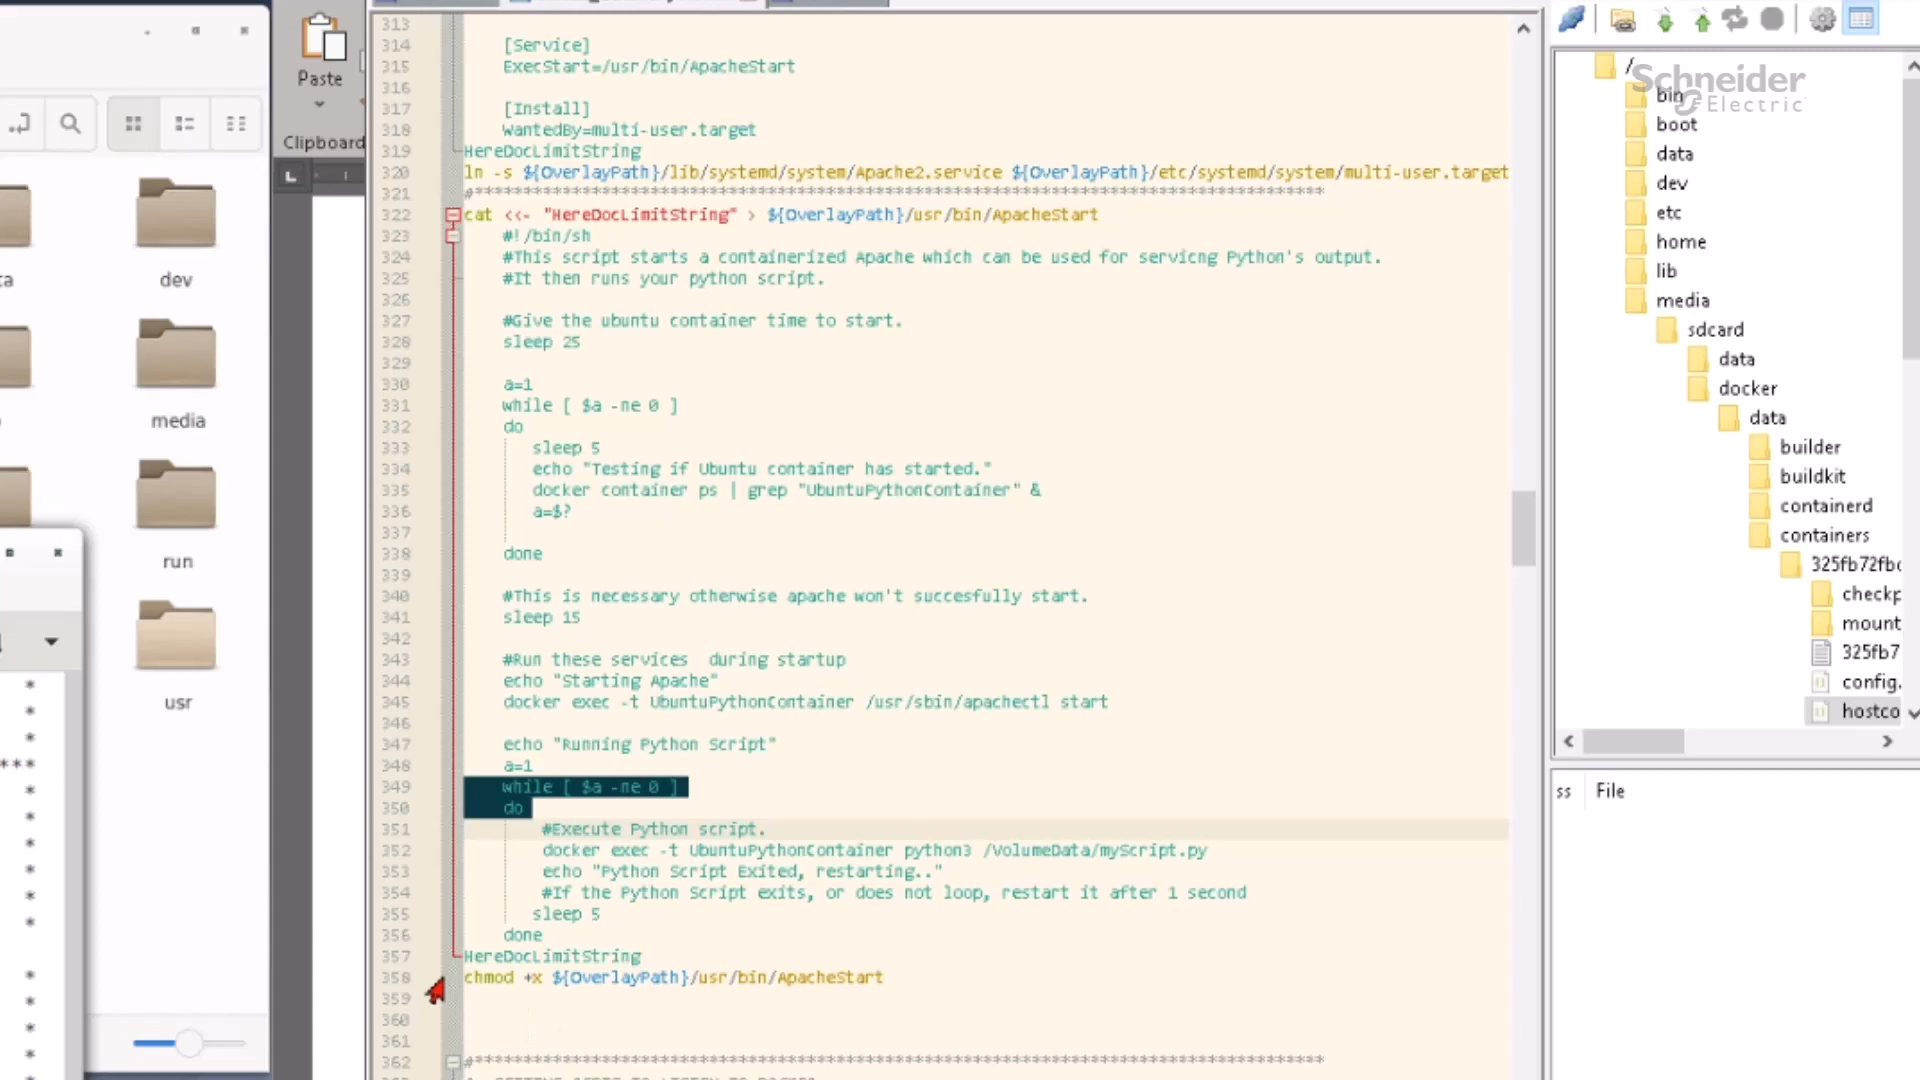 Paste
Clipboard
dev
media
run
usr
313
314 [Service]
315 ExecStart=/usr/bin/ApacheStart
316
317 [Install]
318 WantedBy=multi-user.target
319 HereDocLimitString
320 ln -s ${OverlayPath}/lib/systemd/system/Apache2.service ${OverlayPath}/etc/systemd/system/multi-user.target
321 #****************************************************************************************
322 cat <<- "HereDocLimitString" > ${OverlayPath}/usr/bin/ApacheStart
323 #!/bin/sh
324 #This script starts a containerized Apache which can be used for servicng Python's output.
325 #It then runs your python script.
326
327 #Give the ubuntu container time to start.
328 sleep 25
329
330 a=1
331 while [ $a -ne 0 ]
332 do
333 sleep 5
334 echo "Testing if Ubuntu container has started."
335 docker container ps | grep "UbuntuPythonContainer" &
336 a=$?
337
338 done
339
340 #This is necessary otherwise apache won't succesfully start.
341 sleep 15
342
343 #Run these services  during startup
344 echo "Starting Apache"
345 docker exec -t UbuntuPythonContainer /usr/sbin/apachectl start
346
347 echo "Running Python Script"
348 a=1
349 while [ $a -ne 0 ]
350 do
351 #Execute Python script.
352 docker exec -t UbuntuPythonContainer python3 /VolumeData/myScript.py
353 echo "Python Script Exited, restarting.."
354 #If the Python Script exits, or does not loop, restart it after 1 second
355 sleep 5
356 done
357 HereDocLimitString
358 chmod +x ${OverlayPath}/usr/bin/ApacheStart
359
360
361
362 #****************************************************************************************
Schneider
Electric
/
bin
boot
data
dev
etc
home
lib
media
sdcard
data
docker
data
builder
buildkit
containerd
containers
325fb72fb
checkp
mount
325fb7
config.
hostco
ss File